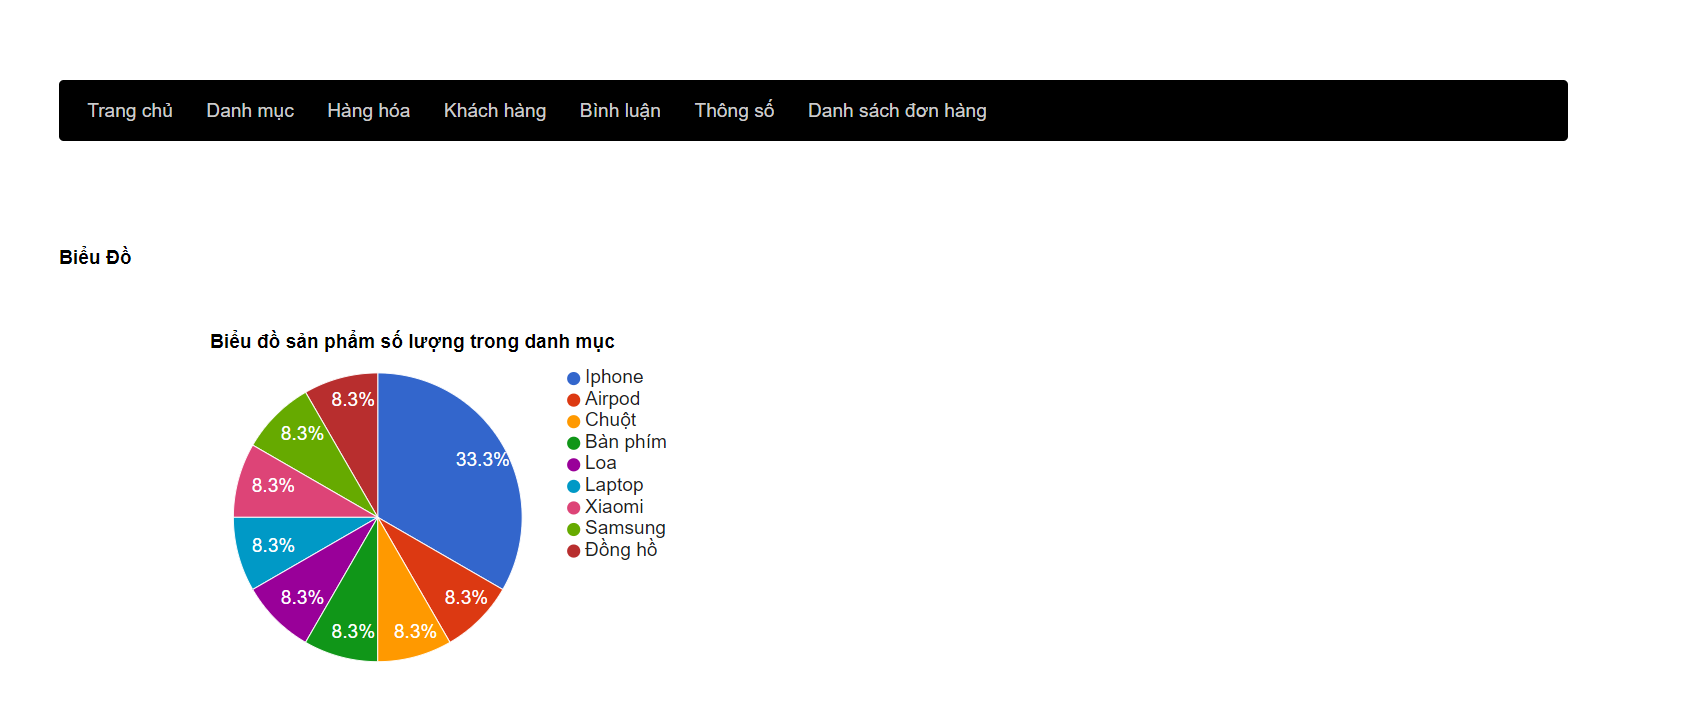 Trang chủ Danh mục Hàng hóa Khách hàng Bình luận Thông số Danh sách đơn hàng
Biểu Đồ
Biểu đồ sản phẩm số lượng trong danh mục
Iphone
Airpod
Chuột
Bàn phím
Loa
Laptop
Xiaomi
Samsung
Đồng hồ
33.3%
8.3%
8.3%
8.3%
8.3%
8.3%
8.3%
8.3%
8.3%